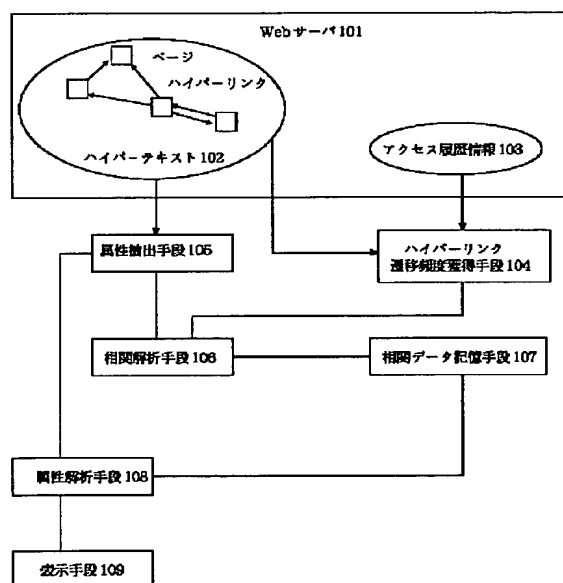 Webサーバ101
ページ
ハイパーリンク
ハイパーテキスト102
アクセス履歴情報103
属性抽出手段105
ハイパーリンク
遷移頻度獲得手段104
相関解析手段106
相関データ記憶手段107
属性解析手段108
表示手段109